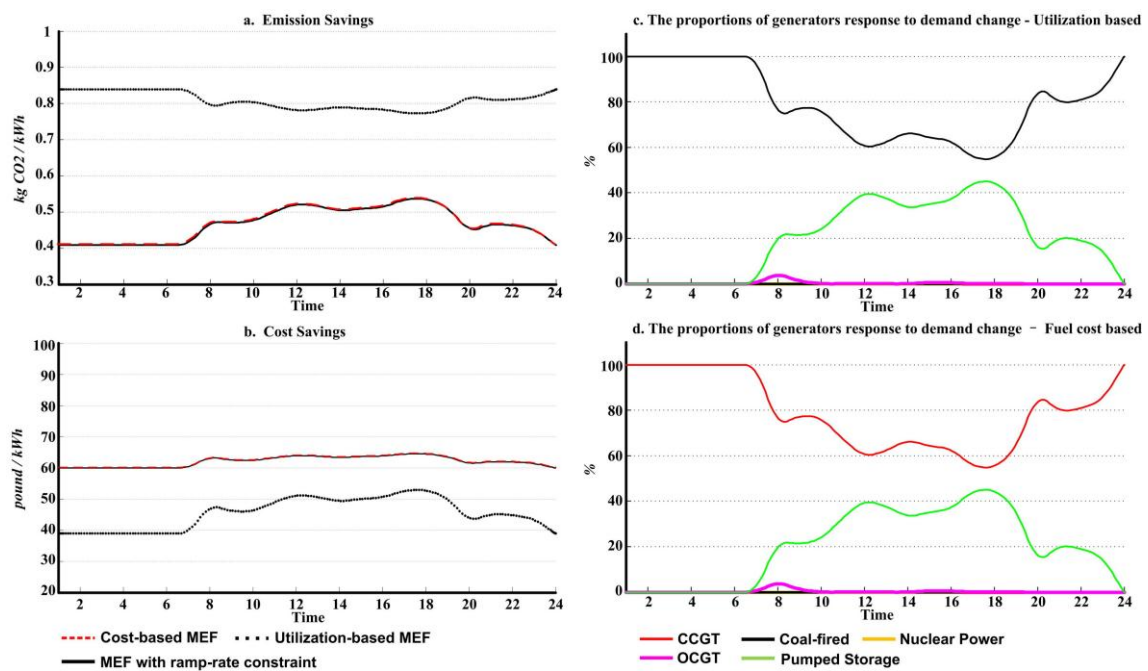 a. Emission Savings
1
0.9
0.8
0.7
0.6
0.5
0.4
0.3
kg CO2 / kWh
2 4 6 8 10 12 14 16 18 20 22 24
Time
b. Cost Savings
100
90
80
70
60
50
40
30
20
pound / kWh
2 4 6 8 10 12 14 16 18 20 22 24
Time
Cost-based MEF Utilization-based MEF
MEF with ramp-rate constraint
c. The proportions of generators response to demand change - Utilization based
100
80
60
40
20
0
%
2 4 6 8 10 12 14 16 18 20 22 24
Time
d. The proportions of generators response to demand change - Fuel cost based
100
80
60
40
20
0
%
2 4 6 8 10 12 14 16 18 20 22 24
Time
CCGT Coal-fired Nuclear Power
OCGT Pumped Storage